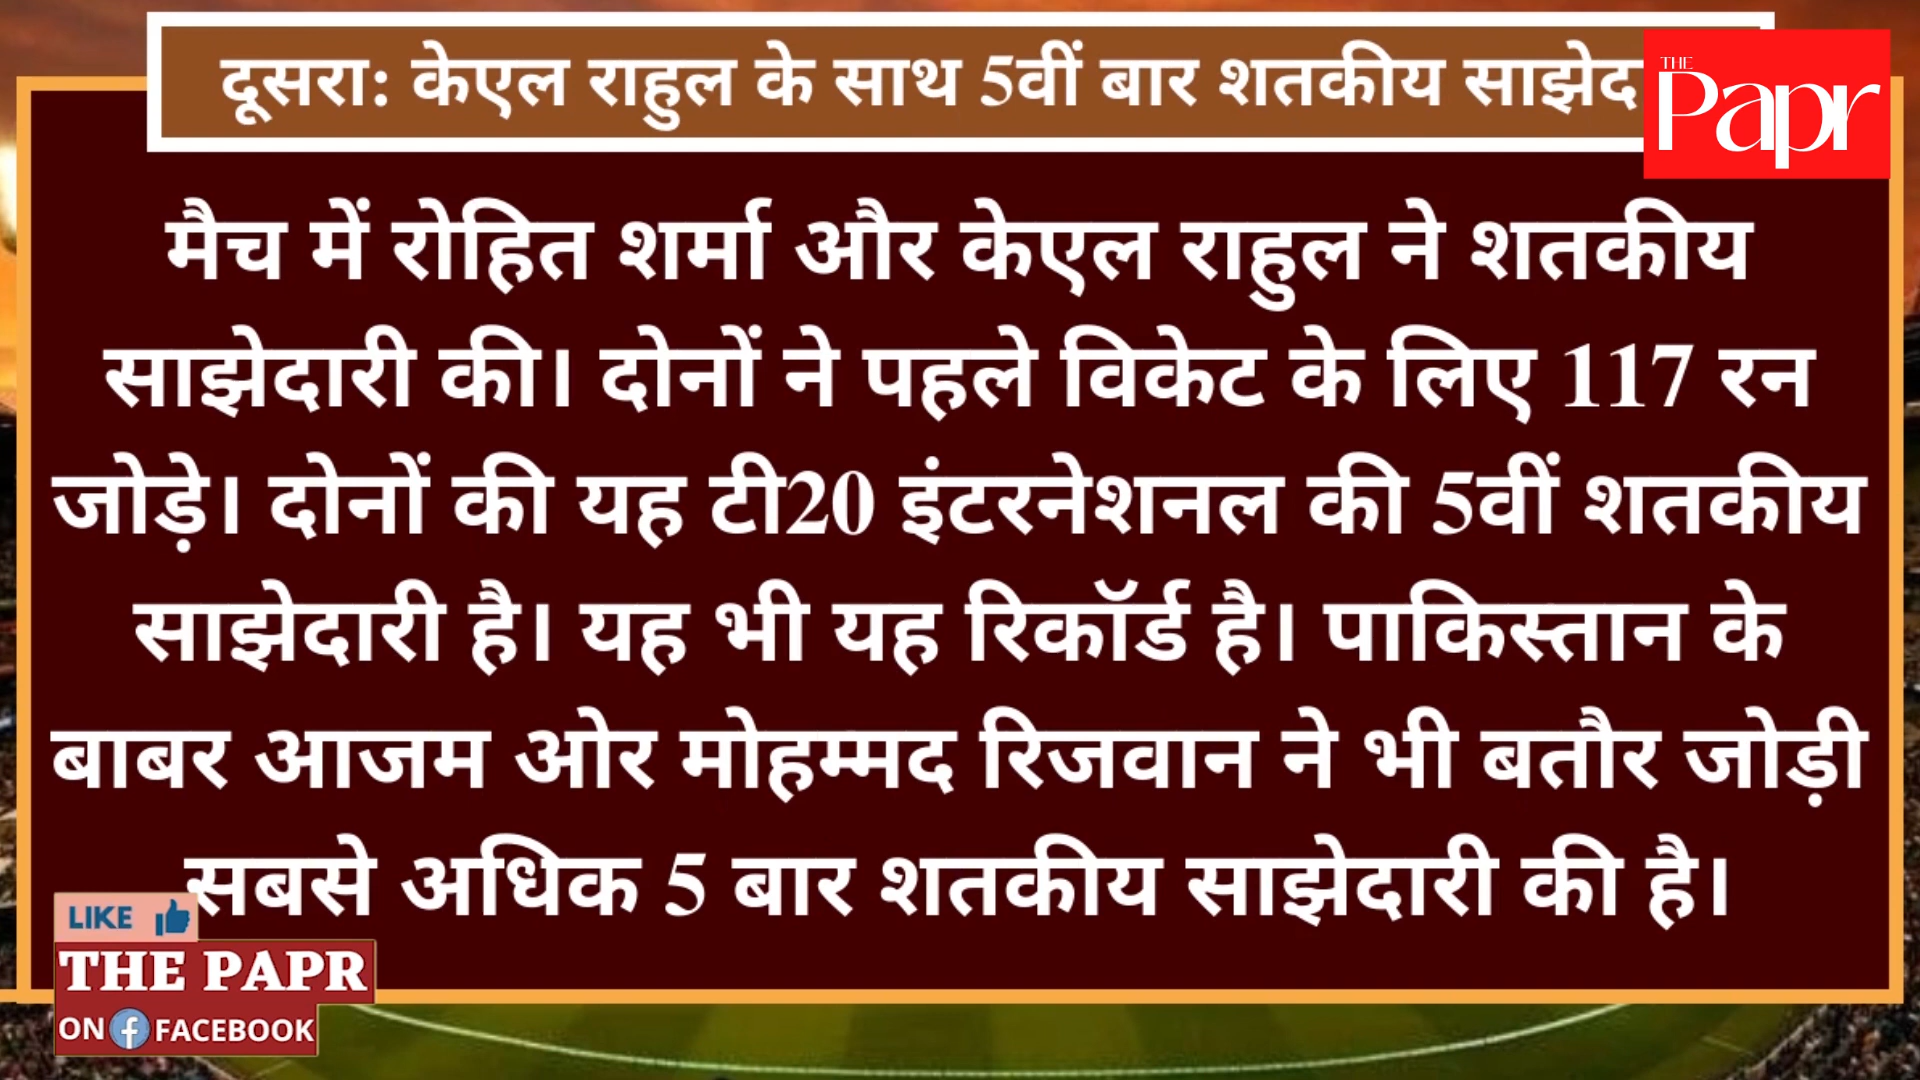 दूसरा: केएल राहुल के साथ 5वीं बार शतकीय साझेद
THE
Papr
मैच में रोहित शर्मा और केएल राहुल ने शतकीय
साझेदारी की। दोनों ने पहले विकेट के लिए 117 रन
जोड़े। दोनों की यह टी20 इंटरनेशनल की 5वीं शतकीय
साझेदारी है। यह भी यह रिकॉर्ड है। पाकिस्तान के
बाबर आजम ओर मोहम्मद रिजवान ने भी बतौर जोड़ी
सबसे अधिक 5 बार शतकीय साझेदारी की है।
LIKE
THE PAPR
ON f FACEBOOK